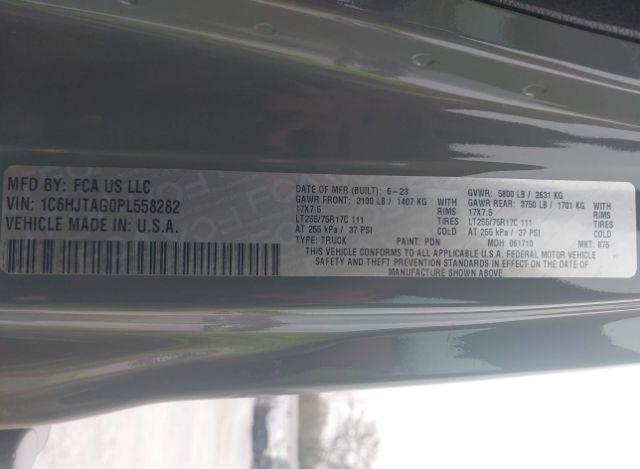 MFD BY: FCA US LLC
VIN: 1C6HJTAG0PL558282
VEHICLE MADE IN U.S.A.
DATE OF MFR (BUILT): 6-23 GVWR: 5800 LB / 2631 KG
GAWR FRONT: 3100 LB / 1407 KG WITH GAWR REAR: 3750 LB / 1701 KG WITH
17X7.5 RIMS 17X7.5 RIMS
LT255/75R17C 111 TIRES LT255/75R17C 111 TIRES
AT 255 kPa / 37 PSI COLD AT 255 kPa / 37 PSI COLD
TYPE: TRUCK PAINT: PDN MDH: 061710 MKT: 876
THIS VEHICLE CONFORMS TO ALL APPLICABLE U.S.A. FEDERAL MOTOR VEHICLE
SAFETY AND THEFT PREVENTION STANDARDS IN EFFECT ON THE DATE OF
MANUFACTURE SHOWN ABOVE.